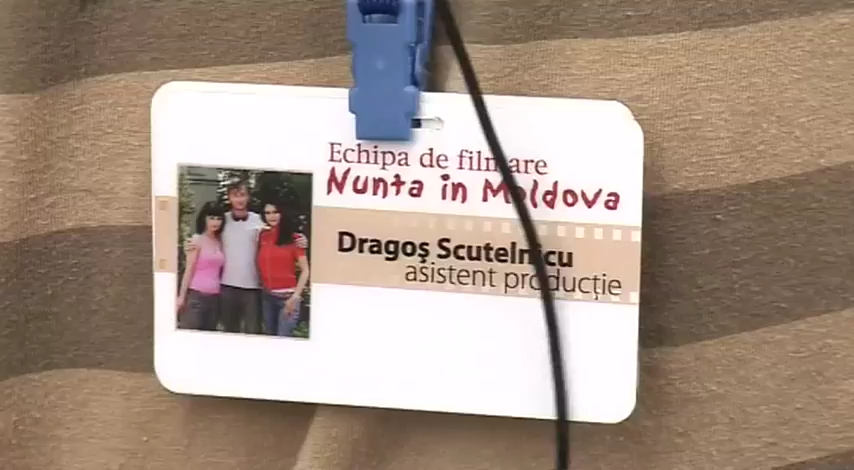 Echipa de filmare
Nunta in Moldova
Dragoş Scutelnicu
asistent producţie